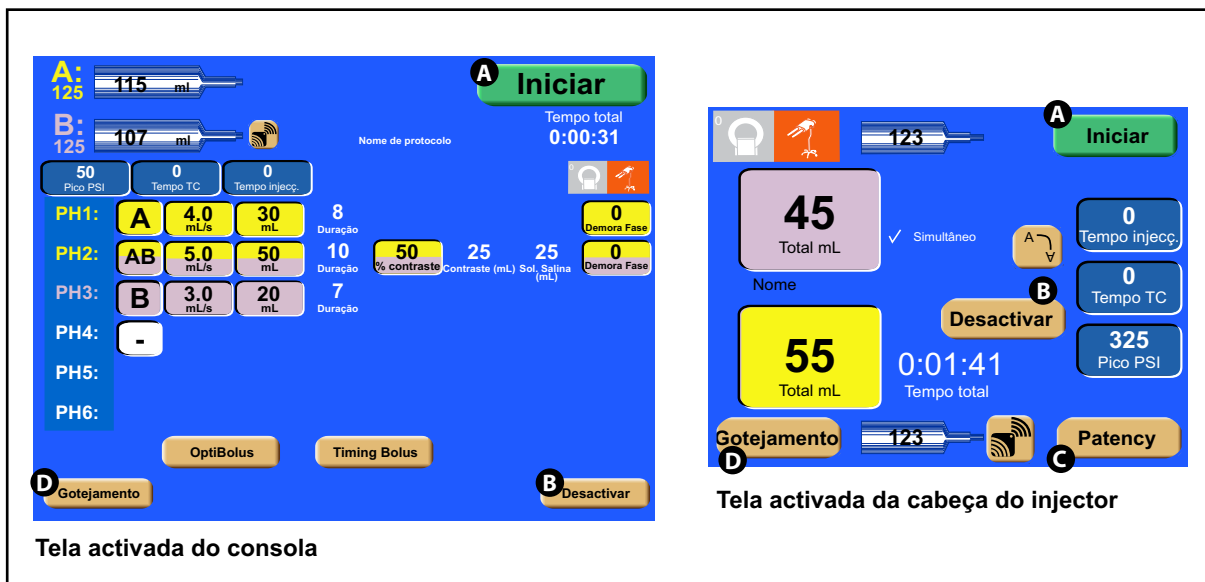 A:
125
115 ml
A
Iniciar
B:
125
107 ml
Nome de protocolo
Tempo total
0:00:31
50
Pico PSI
0
Tempo TC
0
Tempo injecç.
0
PH1:
A
4.0
mL/s
30
mL
8
Duração
0
Demora Fase
PH2:
AB
5.0
mL/s
50
mL
10
Duração
50
% contraste
25
Contraste (mL)
25
Sol. Salina
(mL)
0
Demora Fase
PH3:
B
3.0
mL/s
20
mL
7
Duração
PH4:
-
PH5:
PH6:
OptiBolus
Timing Bolus
D
Gotejamento
B
Desactivar
Tela activada do consola
0
123
A
Iniciar
45
Total mL
✓ Simultâneo
Nome
A
A
0
Tempo injecç.
0
Tempo TC
325
Pico PSI
B
Desactivar
55
Total mL
0:01:41
Tempo total
Gotejamento
D
123
Patency
C
Tela activada da cabeça do injector